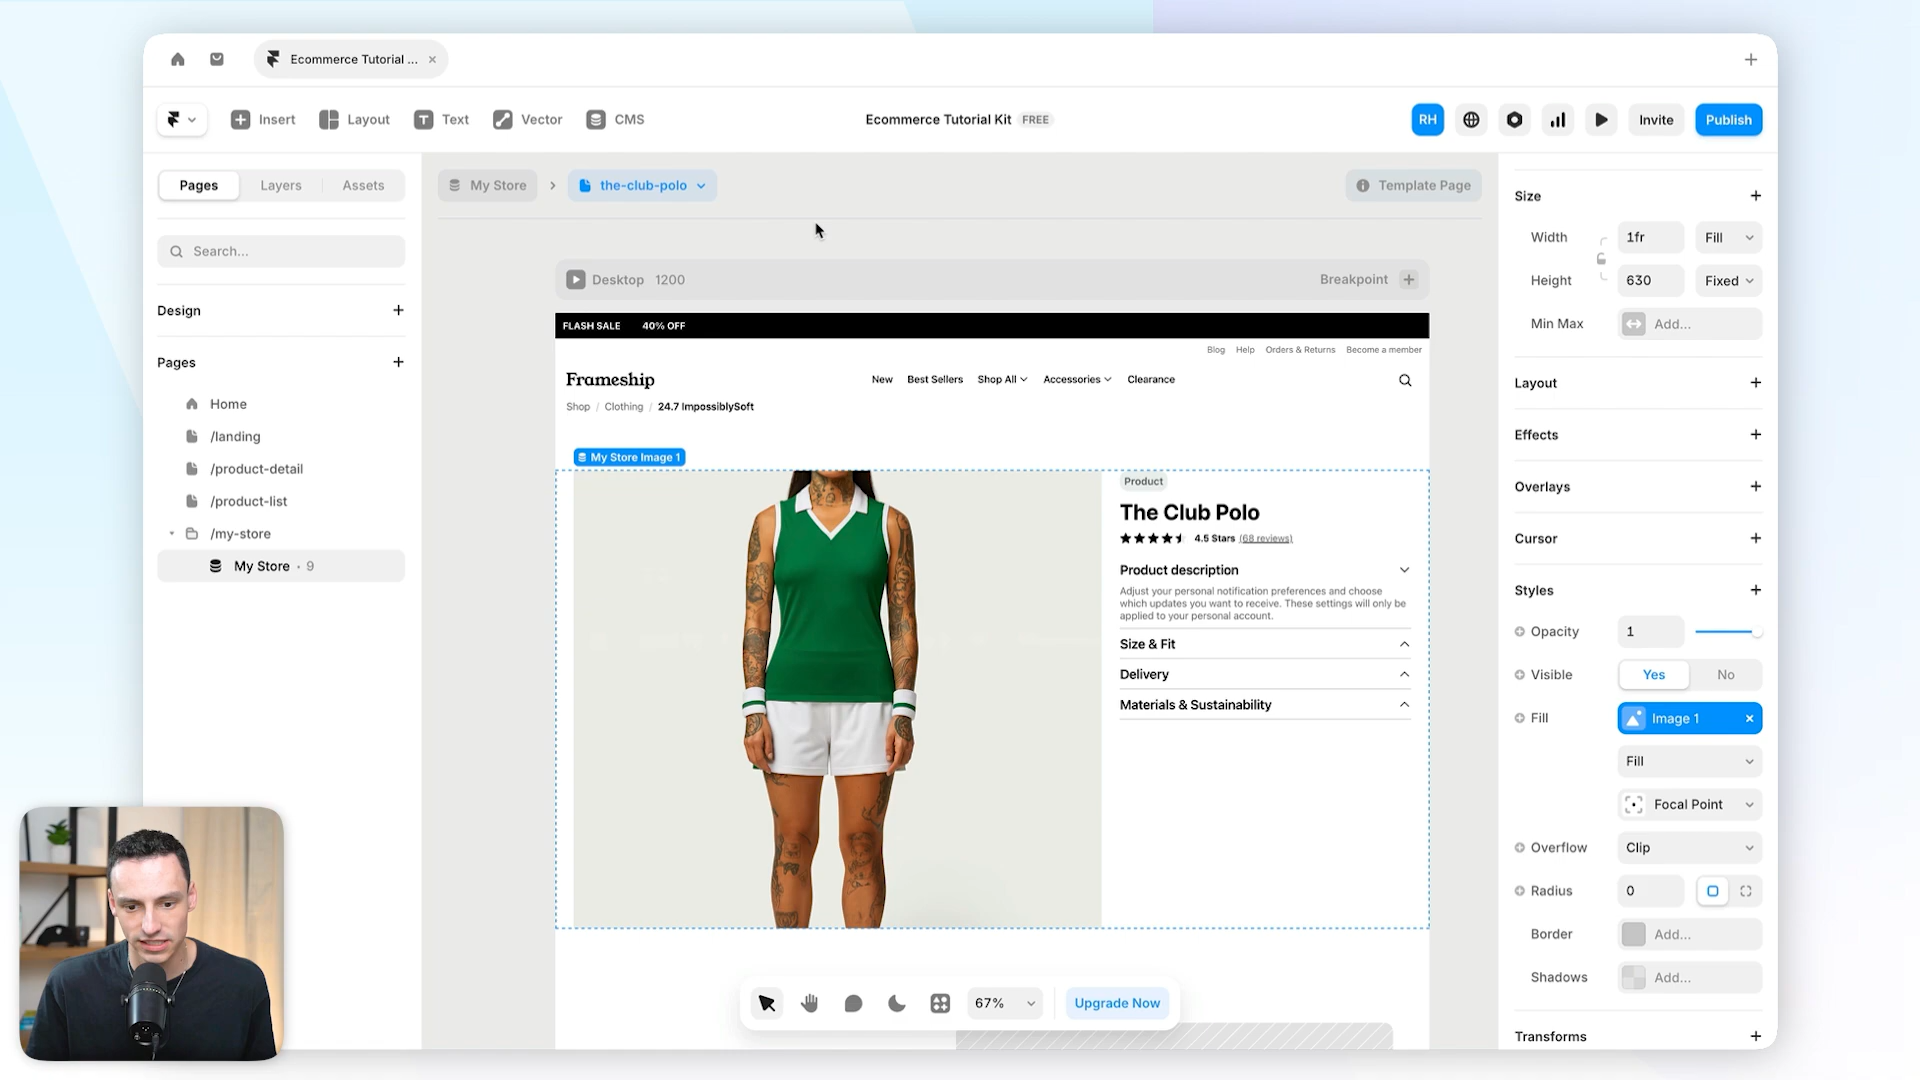 Ecommerce Tutorial ...
Insert
Layout
Text
Vector
CMS
Ecommerce Tutorial Kit FREE
RH
Invite
Publish
Pages
Layers
Assets
My Store
the-club-polo
Template Page
Search...
Design
Pages
Home
/landing
/product-detail
/product-list
/my-store
My Store · 9
Desktop 1200
Breakpoint
FLASH SALE 40% OFF
Blog Help Orders & Returns Become a member
Frameship
New Best Sellers Shop All Accessories Clearance
Shop / Clothing / 24.7 ImpossiblySoft
My Store Image 1
Product
The Club Polo
4.5 Stars (68 reviews)
Product description
Adjust your personal notification preferences and choose
which updates you want to receive. These settings will only be
applied to your personal account.
Size & Fit
Delivery
Materials & Sustainability
67%
Upgrade Now
Size
Width 1fr Fill
Height 630 Fixed
Min Max Add...
Layout
Effects
Overlays
Cursor
Styles
Opacity 1
Visible Yes No
Fill Image 1
Fill
Focal Point
Overflow Clip
Radius 0
Border Add...
Shadows Add...
Transforms